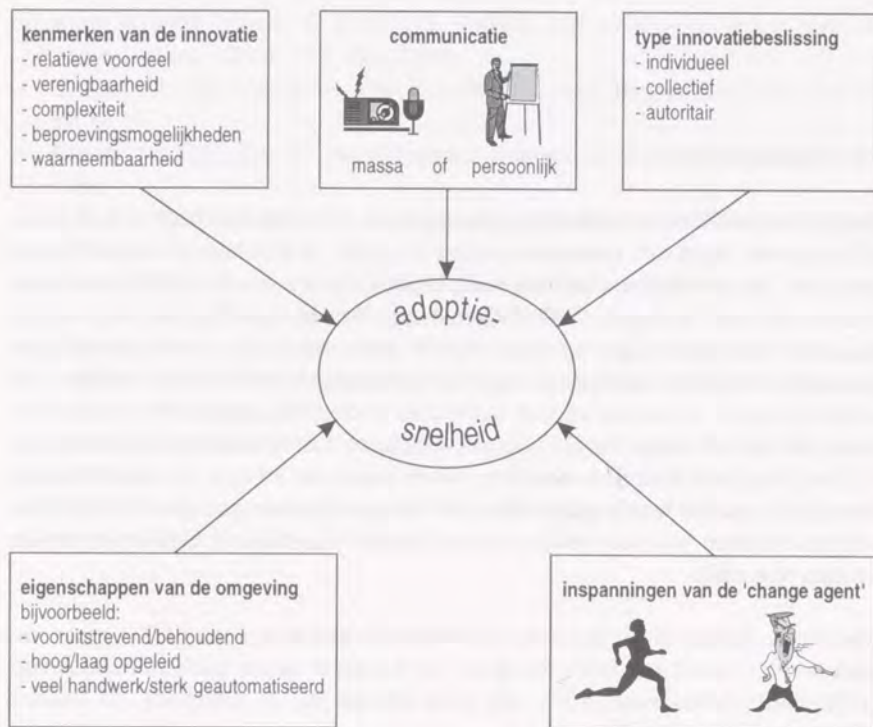 kenmerken van de innovatie
- relatieve voordeel
- verenigbaarheid
- complexiteit
- beproevingsmogelijkheden
- waarneembaarheid
communicatie
massa of persoonlijk
type innovatiebeslissing
- individueel
- collectief
- autoritair
adoptie-
snelheid
eigenschappen van de omgeving
bijvoorbeeld:
- vooruitstrevend/behoudend
- hoog/laag opgeleid
- veel handwerk/sterk geautomatiseerd
inspanningen van de 'change agent'